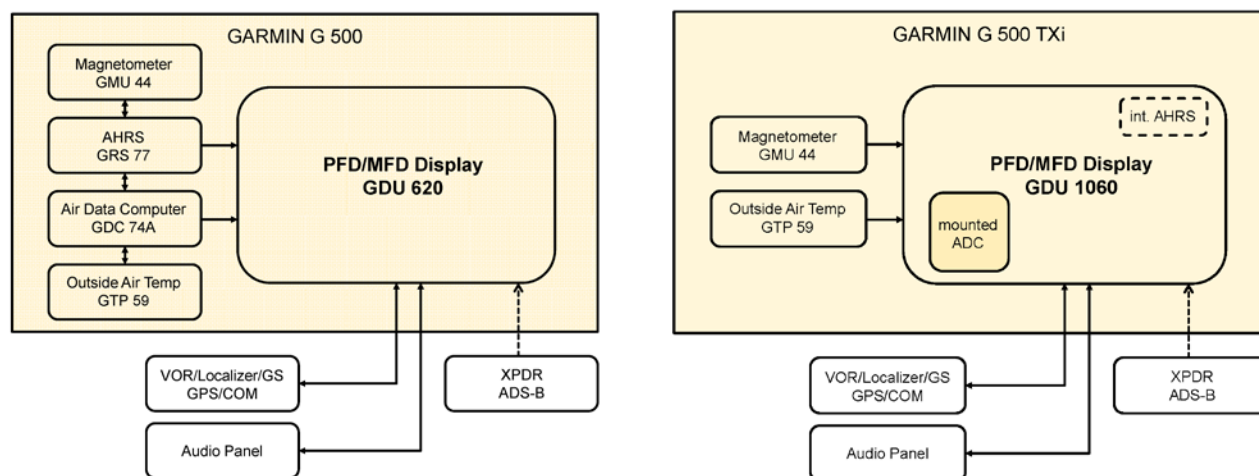 GARMIN G 500
Magnetometer
GMU 44
AHRS
GRS 77
Air Data Computer
GDC 74A
Outside Air Temp
GTP 59
PFD/MFD Display
GDU 620
VOR/Localizer/GS
GPS/COM
Audio Panel
XPDR
ADS-B
GARMIN G 500 TXi
int. AHRS
Magnetometer
GMU 44
PFD/MFD Display
GDU 1060
Outside Air Temp
GTP 59
mounted
ADC
VOR/Localizer/GS
GPS/COM
Audio Panel
XPDR
ADS-B